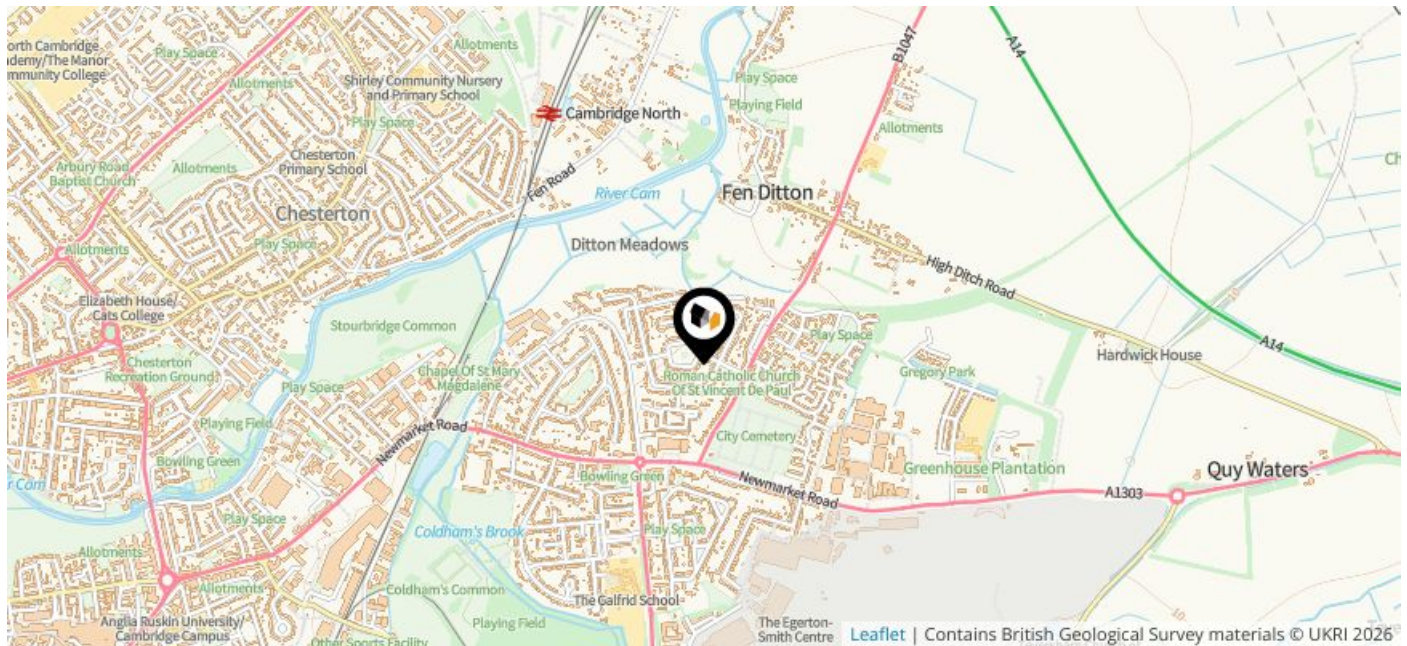 orth Cambridge
ademy/The Manor
mmunity College
Play Space
Allotments
Allotments
Shirley Community Nursery
and Primary School
Play Space
Cambridge North
Play Space
Playing Field
B1047
A14
Allotments
Arbury Road
Baptist Church
Allotments
Chesterton
Primary School
Fen Road
River Cam
Fen Ditton
Chesterton
Play Space
Allotments
Ditton Meadows
High Ditch Road
Elizabeth House/
Cats College
Stourbridge Common
Play Space
Hardwick House
A14
Chesterton
Recreation Ground
Play Space
Chapel Of St Mary
Magdalene
Roman Catholic Church
Of St Vincent De Paul
Gregory Park
Playing Field
Bowling Green
Newmarket Road
City Cemetery
Bowling Green
Greenhouse Plantation
Quy Waters
r Cam
Newmarket Road
A1303
Play Space
Coldham's Brook
Play Space
Allotments
Allotments
Coldham's Common
The Galfrid School
10
Anglia Ruskin University/
Cambridge Campus
Playing Field
Other Sports Facility
The Egerton-
Smith Centre
Leaflet | Contains British Geological Survey materials © UKRI 2026